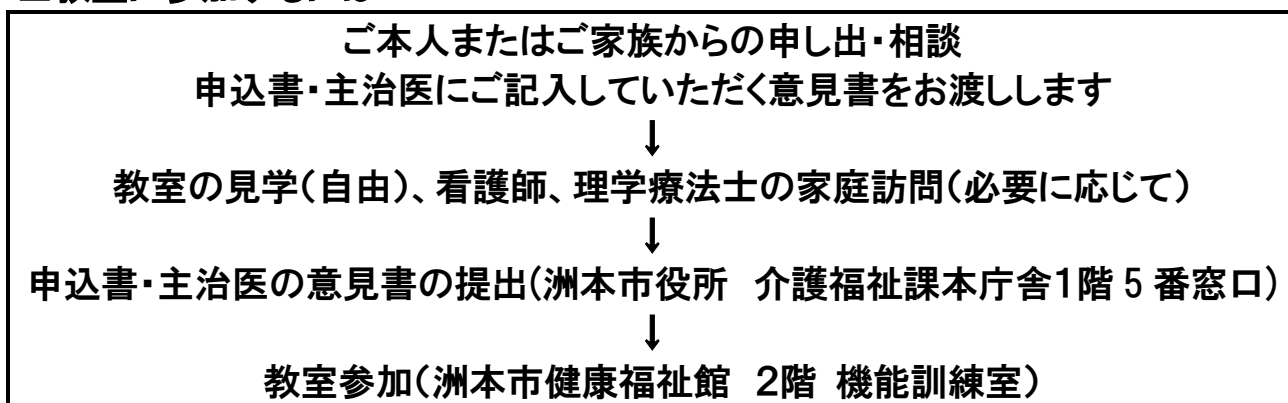 ご本人またはご家族からの申し出・相談
申込書・主治医にご記入していただく意見書をお渡しします
↓
教室の見学（自由）、看護師、理学療法士の家庭訪問（必要に応じて）
↓
申込書・主治医の意見書の提出（洲本市役所　介護福祉課本庁舎１階５番窓口）
↓
教室参加（洲本市健康福祉館　２階 機能訓練室）